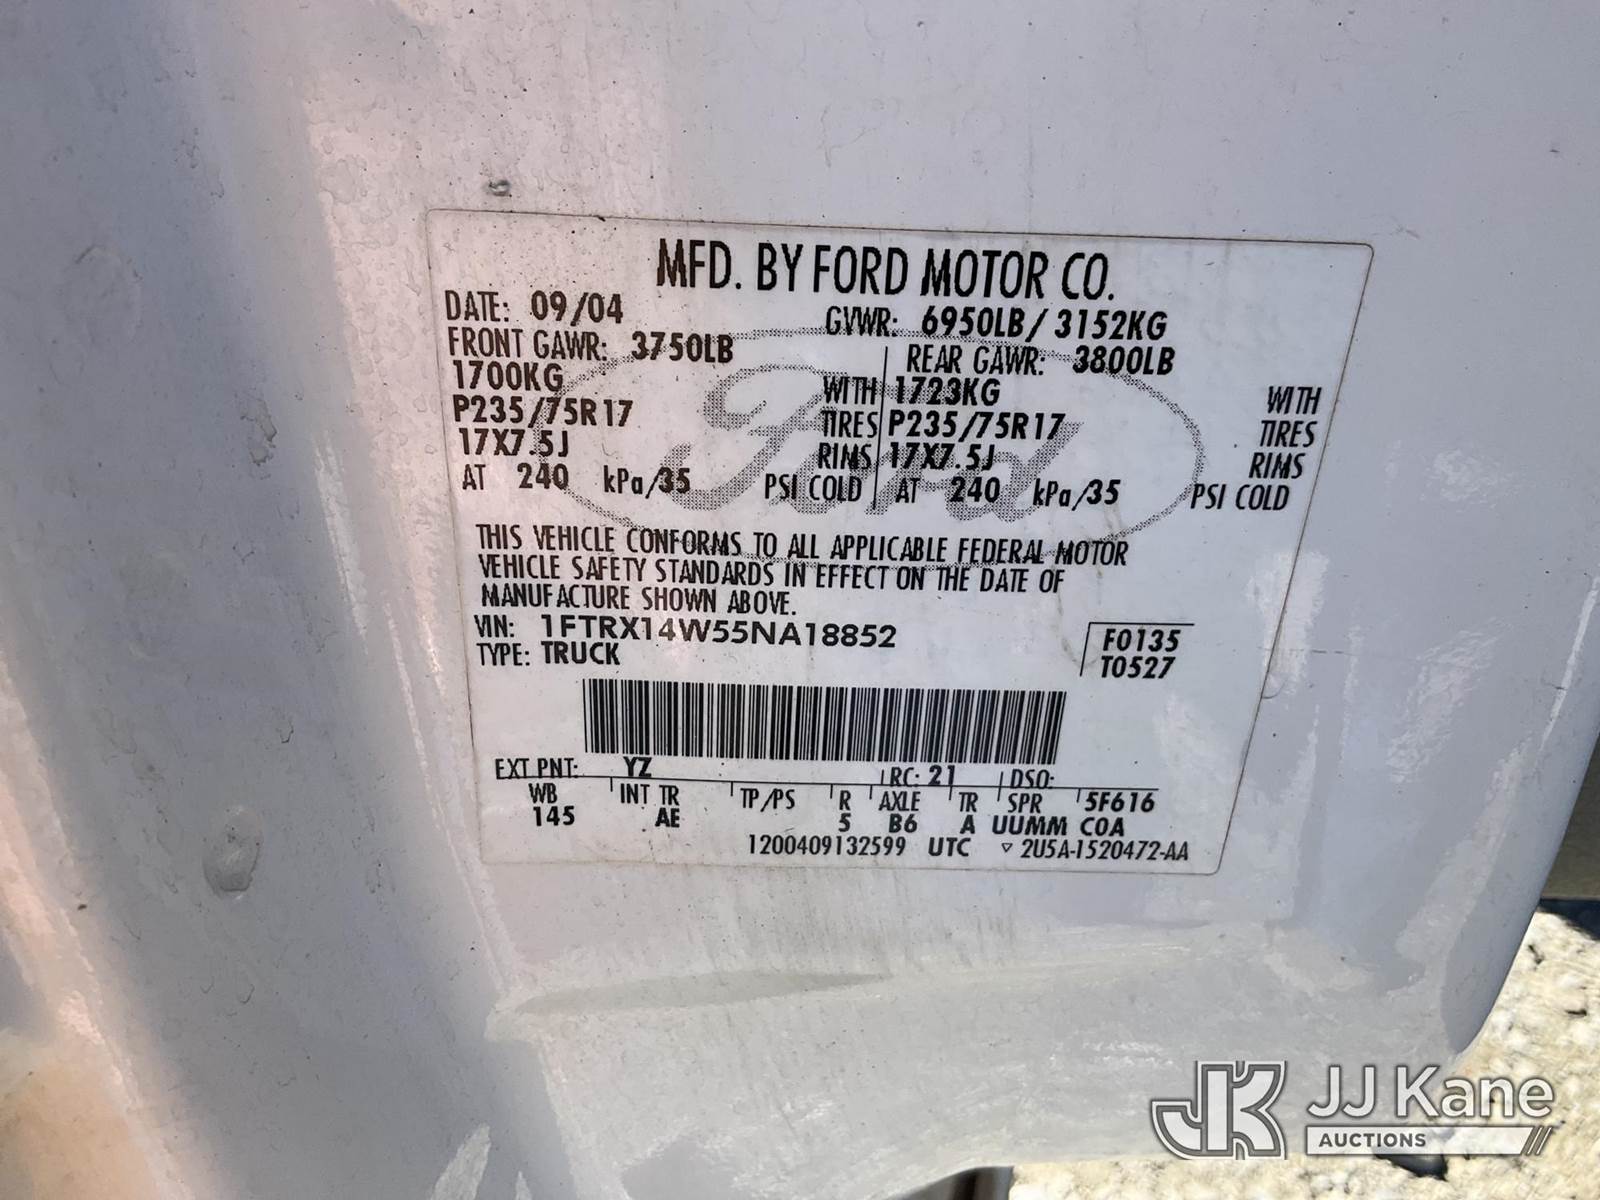 MFD. BY FORD MOTOR CO.
DATE: 09/04 GVWR: 6950LB/ 3152KG
FRONT GAWR: 3750LB REAR GAWR: 3800LB
1700KG WITH 1723KG WITH
P235/75R17 TIRES P235/75R17 TIRES
17X7.5J RIMS 17X7.5J RIMS
AT 240 kPa/35 PSI COLD AT 240 kPa/35 PSI COLD
Ford
THIS VEHICLE CONFORMS TO ALL APPLICABLE FEDERAL MOTOR
VEHICLE SAFETY STANDARDS IN EFFECT ON THE DATE OF
MANUFACTURE SHOWN ABOVE.
VIN: 1FTRX14W55NA18852 F0135
TYPE: TRUCK T0527
EXT PNT: YZ RC: 21 DSO:
WB INT TR TP/PS R AXLE TR SPR 5F616
145 AE 5 B6 A UUMM C0A
1200409132599 UTC ▽ 2U5A-1520472-AA
JK JJ Kane
AUCTIONS